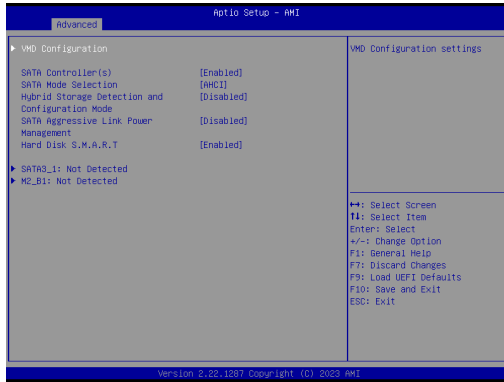 Aptio Setup - AMI
Advanced
VMD Configuration
VMD Configuration settings
SATA Controller(s) [Enabled]
SATA Mode Selection [AHCI]
Hybrid Storage Detection and [Disabled]
Configuration Mode
SATA Aggressive Link Power [Disabled]
Management
Hard Disk S.M.A.R.T [Enabled]
SATA3_1: Not Detected
M2_B1: Not Detected
↔: Select Screen
↑↓: Select Item
Enter: Select
+/-: Change Option
F1: General Help
F7: Discard Changes
F9: Load UEFI Defaults
F10: Save and Exit
ESC: Exit
Version 2.22.1287 Copyright (C) 2023 AMI